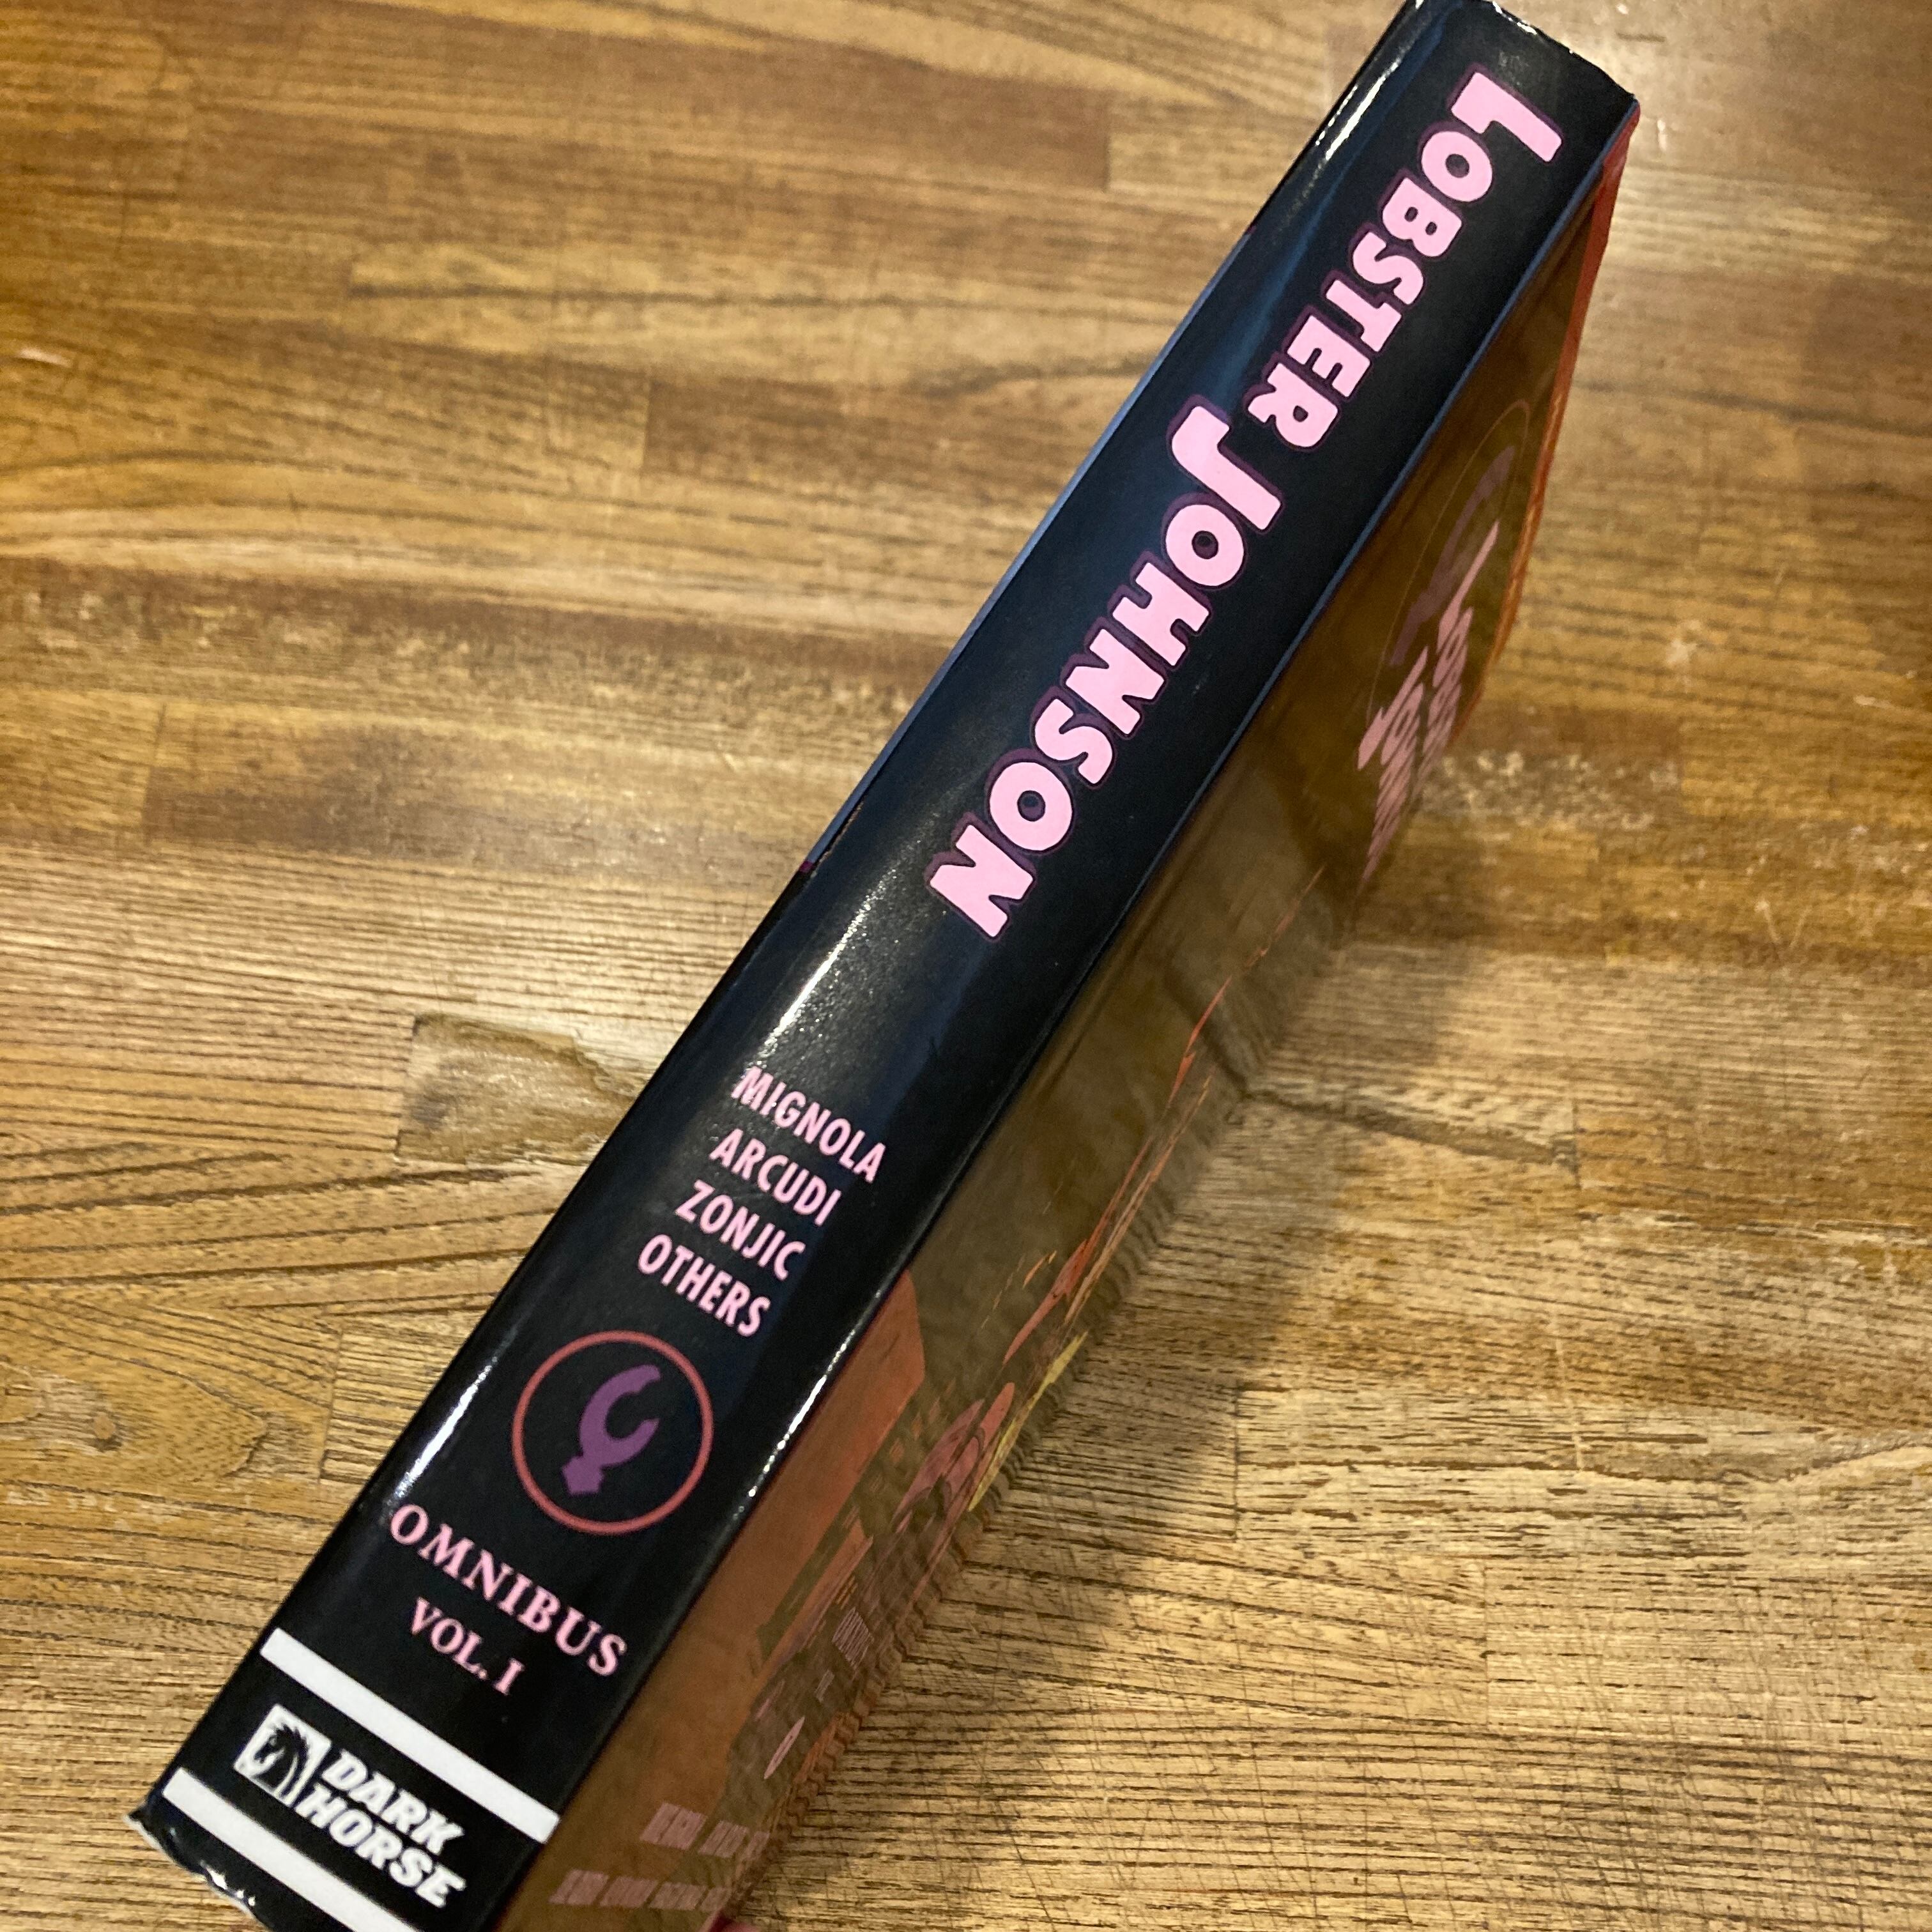 LOBSTER JOHNSON
MIGNOLA
ARCUDI
ZONJIC
OTHERS
OMNIBUS
VOL. I
DARK
HORSE